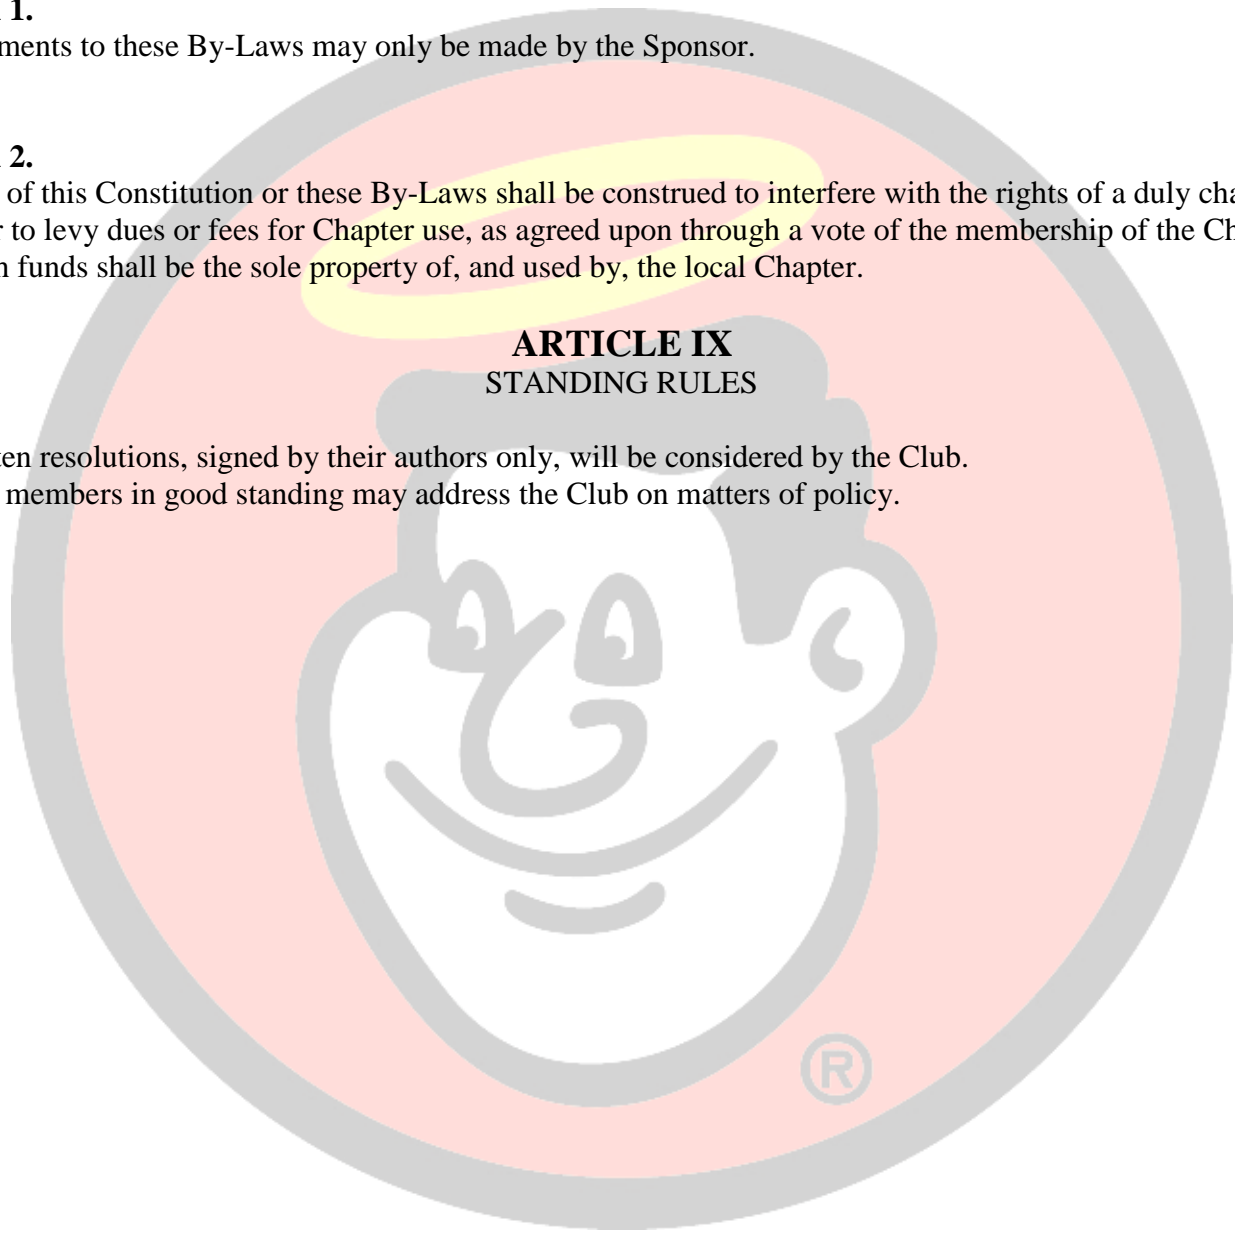 1.
ments to these By-Laws may only be made by the Sponsor.
2.
of this Constitution or these By-Laws shall be construed to interfere with the rights of a duly cha
r to levy dues or fees for Chapter use, as agreed upon through a vote of the membership of the Ch
n funds shall be the sole property of, and used by, the local Chapter.
ARTICLE IX
STANDING RULES
ten resolutions, signed by their authors only, will be considered by the Club.
members in good standing may address the Club on matters of policy.
®